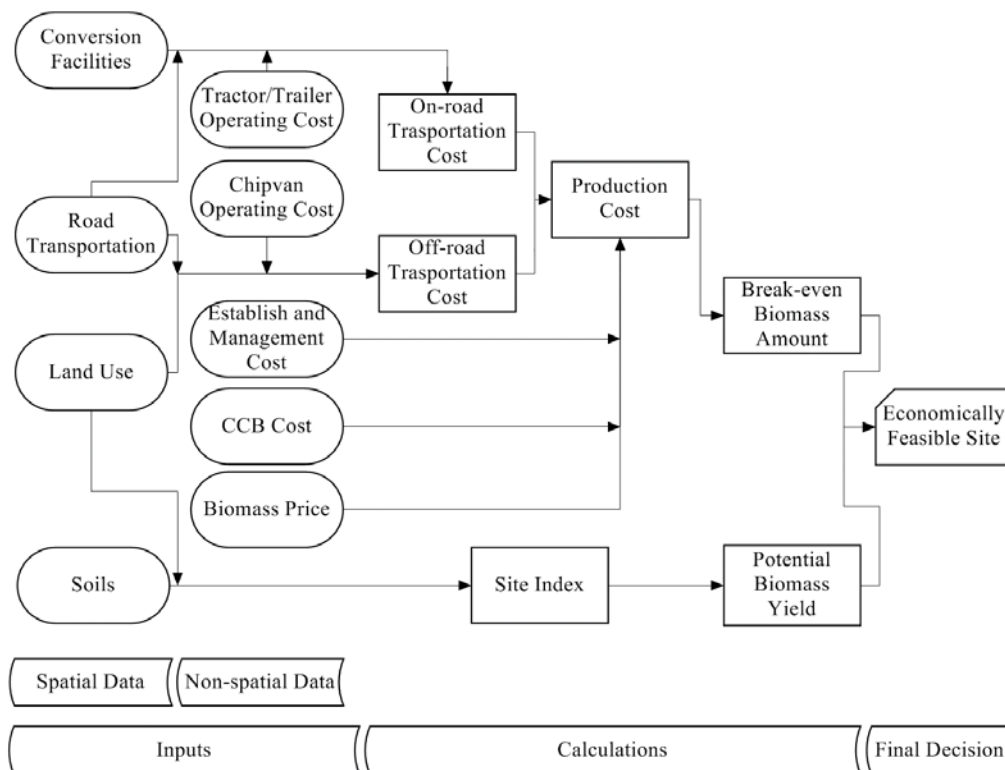 Conversion
Facilities
Tractor/Trailer
Operating Cost
On-road
Trasportation
Cost
Chipvan
Operating Cost
Production
Cost
Road
Transportation
Off-road
Trasportation
Cost
Break-even
Biomass
Amount
Establish and
Management
Cost
Land Use
CCB Cost
Economically
Feasible Site
Biomass Price
Soils
Site Index
Potential
Biomass
Yield
Spatial Data
Non-spatial Data
Inputs
Calculations
Final Decision